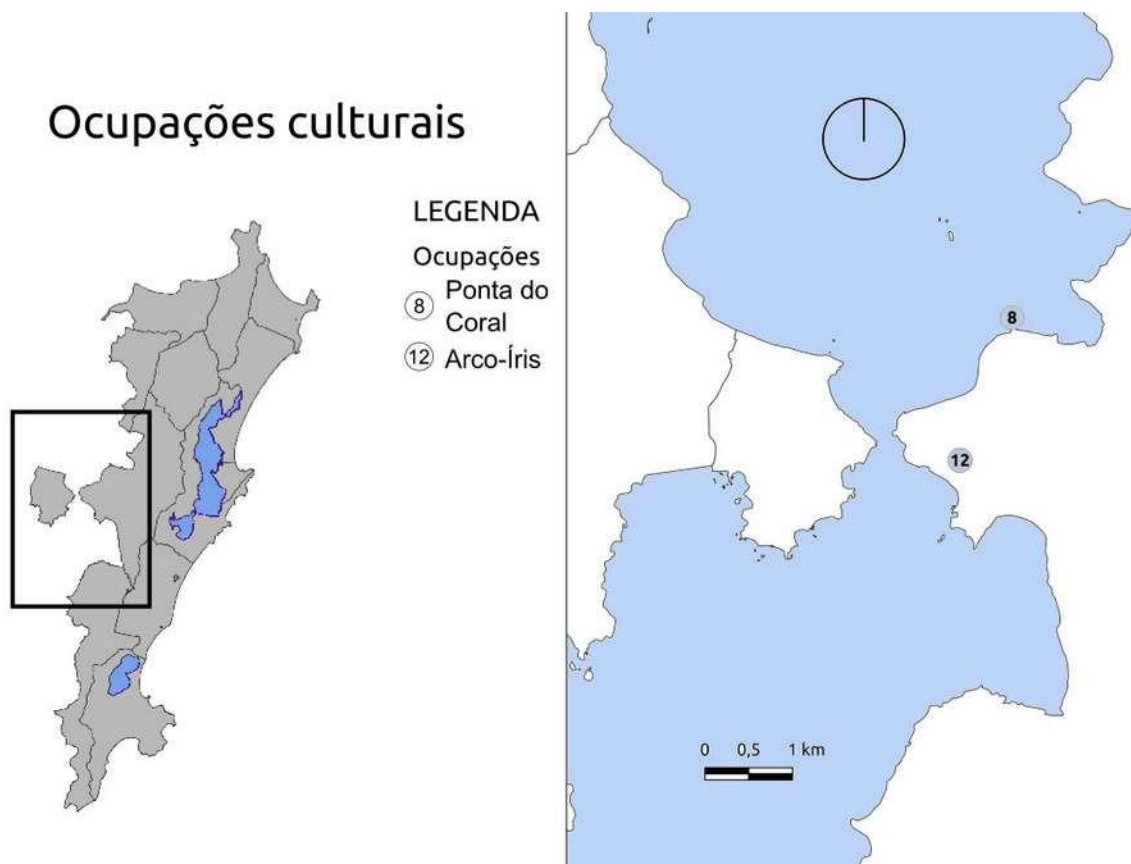 Ocupações culturais
LEGENDA
Ocupações
8 Ponta do
Coral
12 Arco-Íris
8
12
0 0,5 1 km